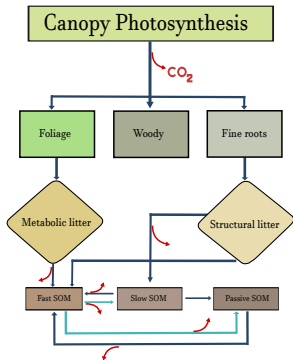 Canopy Photosynthesis
CO2
Foliage
Woody
Fine roots
Metabolic litter
Structural litter
Fast SOM
Slow SOM
Passive SOM